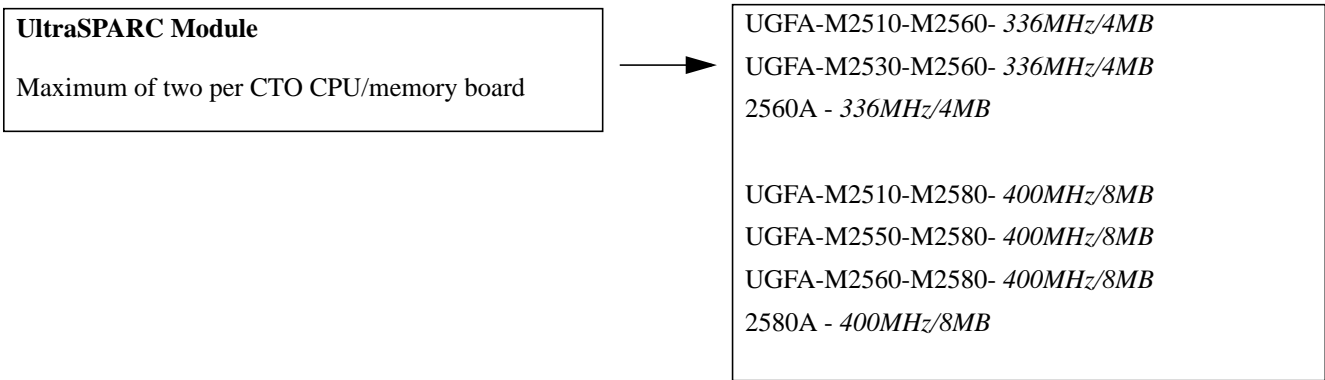 UltraSPARC Module
Maximum of two per CTO CPU/memory board
UGFA-M2510-M2560- 336MHz/4MB
UGFA-M2530-M2560- 336MHz/4MB
2560A - 336MHz/4MB
UGFA-M2510-M2580- 400MHz/8MB
UGFA-M2550-M2580- 400MHz/8MB
UGFA-M2560-M2580- 400MHz/8MB
2580A - 400MHz/8MB